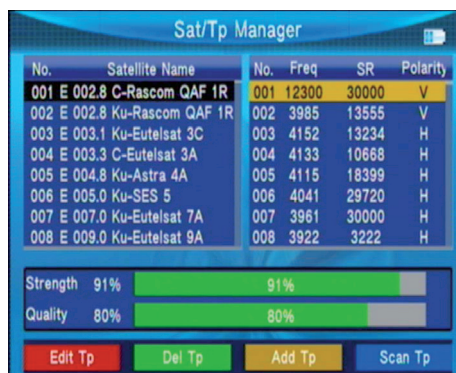 Sat/Tp Manager
No. Satellite Name
001 E 002.8 C-Rascom QAF 1R
002 E 002.8 Ku-Rascom QAF 1R
003 E 003.1 Ku-Eutelsat 3C
004 E 003.3 C-Eutelsat 3A
005 E 004.8 Ku-Astra 4A
006 E 005.0 Ku-SES 5
007 E 007.0 Ku-Eutelsat 7A
008 E 009.0 Ku-Eutelsat 9A
No. Freq SR Polarity
001 12300 30000 V
002 3985 13555 V
003 4152 13234 H
004 4133 10668 H
005 4115 18399 H
006 4041 29720 H
007 3961 30000 H
008 3922 3222 H
Strength 91% 91%
Quality 80% 80%
Edit Tp Del Tp Add Tp Scan Tp